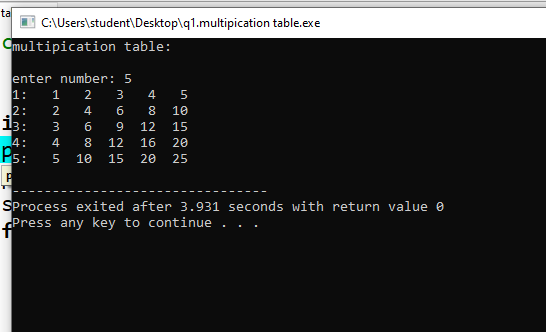 ta
C:\Users\student\Desktop\q1.multipication table.exe
multipication table:
enter number: 5
1:   1   2   3   4   5
2:   2   4   6   8  10
3:   3   6   9  12  15
4:   4   8  12  16  20
5:   5  10  15  20  25
--------------------------------
Process exited after 3.931 seconds with return value 0
Press any key to continue . . .